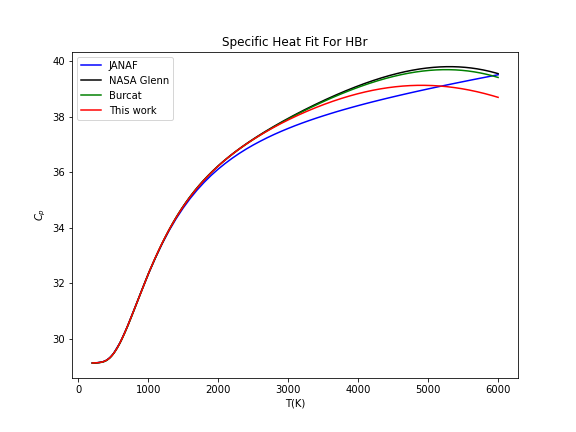 Specific Heat Fit For HBr
JANAF
NASA Glenn
Burcat
This work
40
38
36
34
32
30
C_p
0 1000 2000 3000 4000 5000 6000
T(K)